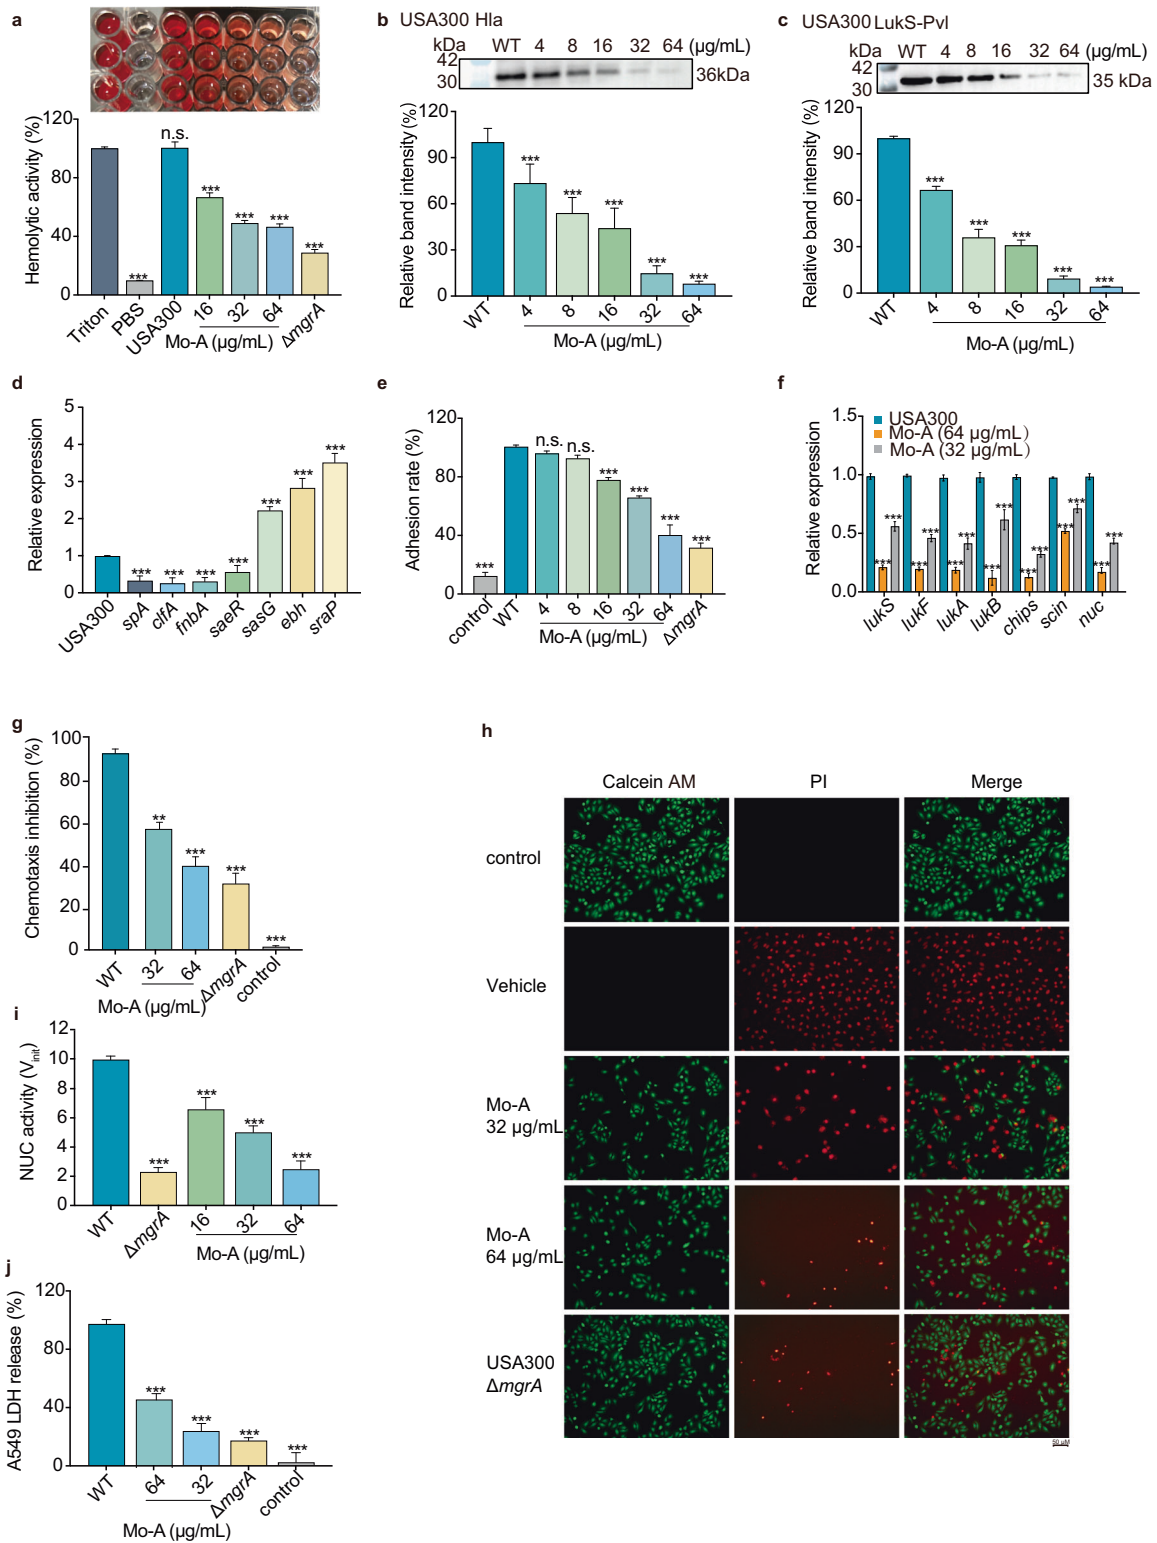 a
n.s.
***
***
***
***
***
Hemolytic activity (%)
120
80
40
0
Triton
PBS
USA300
16
32
64
ΔmgrA
Mo-A (µg/mL)
b USA300 Hla
kDa WT 4 8 16 32 64 (µg/mL)
42
30
36kDa
Relative band intensity (%)
120
90
60
30
0
***
***
***
***
***
WT
4
8
16
32
64
Mo-A (µg/mL)
c USA300 LukS-Pvl
kDa WT 4 8 16 32 64 (µg/mL)
42
30
35 kDa
Relative band intensity (%)
120
90
60
30
0
***
***
***
***
***
WT
4
8
16
32
64
Mo-A (µg/mL)
d
Relative expression
5
4
3
2
1
0
***
***
***
***
***
***
***
USA300
spA
clfA
fnbA
saeR
sasG
ebh
sraP
e
Adhesion rate (%)
120
80
40
0
***
n.s.
n.s.
***
***
***
***
control
WT
4
8
16
32
64
ΔmgrA
Mo-A (µg/mL)
f
Relative expression
1.5
1.0
0.5
0.0
USA300
Mo-A (64 µg/mL)
Mo-A (32 µg/mL)
***
***
***
***
***
***
***
***
***
***
***
***
***
***
lukS
lukF
lukA
lukB
chips
scin
nuc
g
Chemotaxis inhibition (%)
100
80
60
40
20
0
**
***
***
***
WT
32
64
ΔmgrA
control
Mo-A (µg/mL)
h
Calcein AM PI Merge
control
Vehicle
Mo-A
32 µg/mL
Mo-A
64 µg/mL
USA300
ΔmgrA
50 µM
i
NUC activity (Vinit)
12
10
8
6
4
2
0
***
***
***
***
WT
ΔmgrA
16
32
64
Mo-A (µg/mL)
j
A549 LDH release (%)
120
80
40
0
***
***
***
***
WT
64
32
ΔmgrA
control
Mo-A (µg/mL)